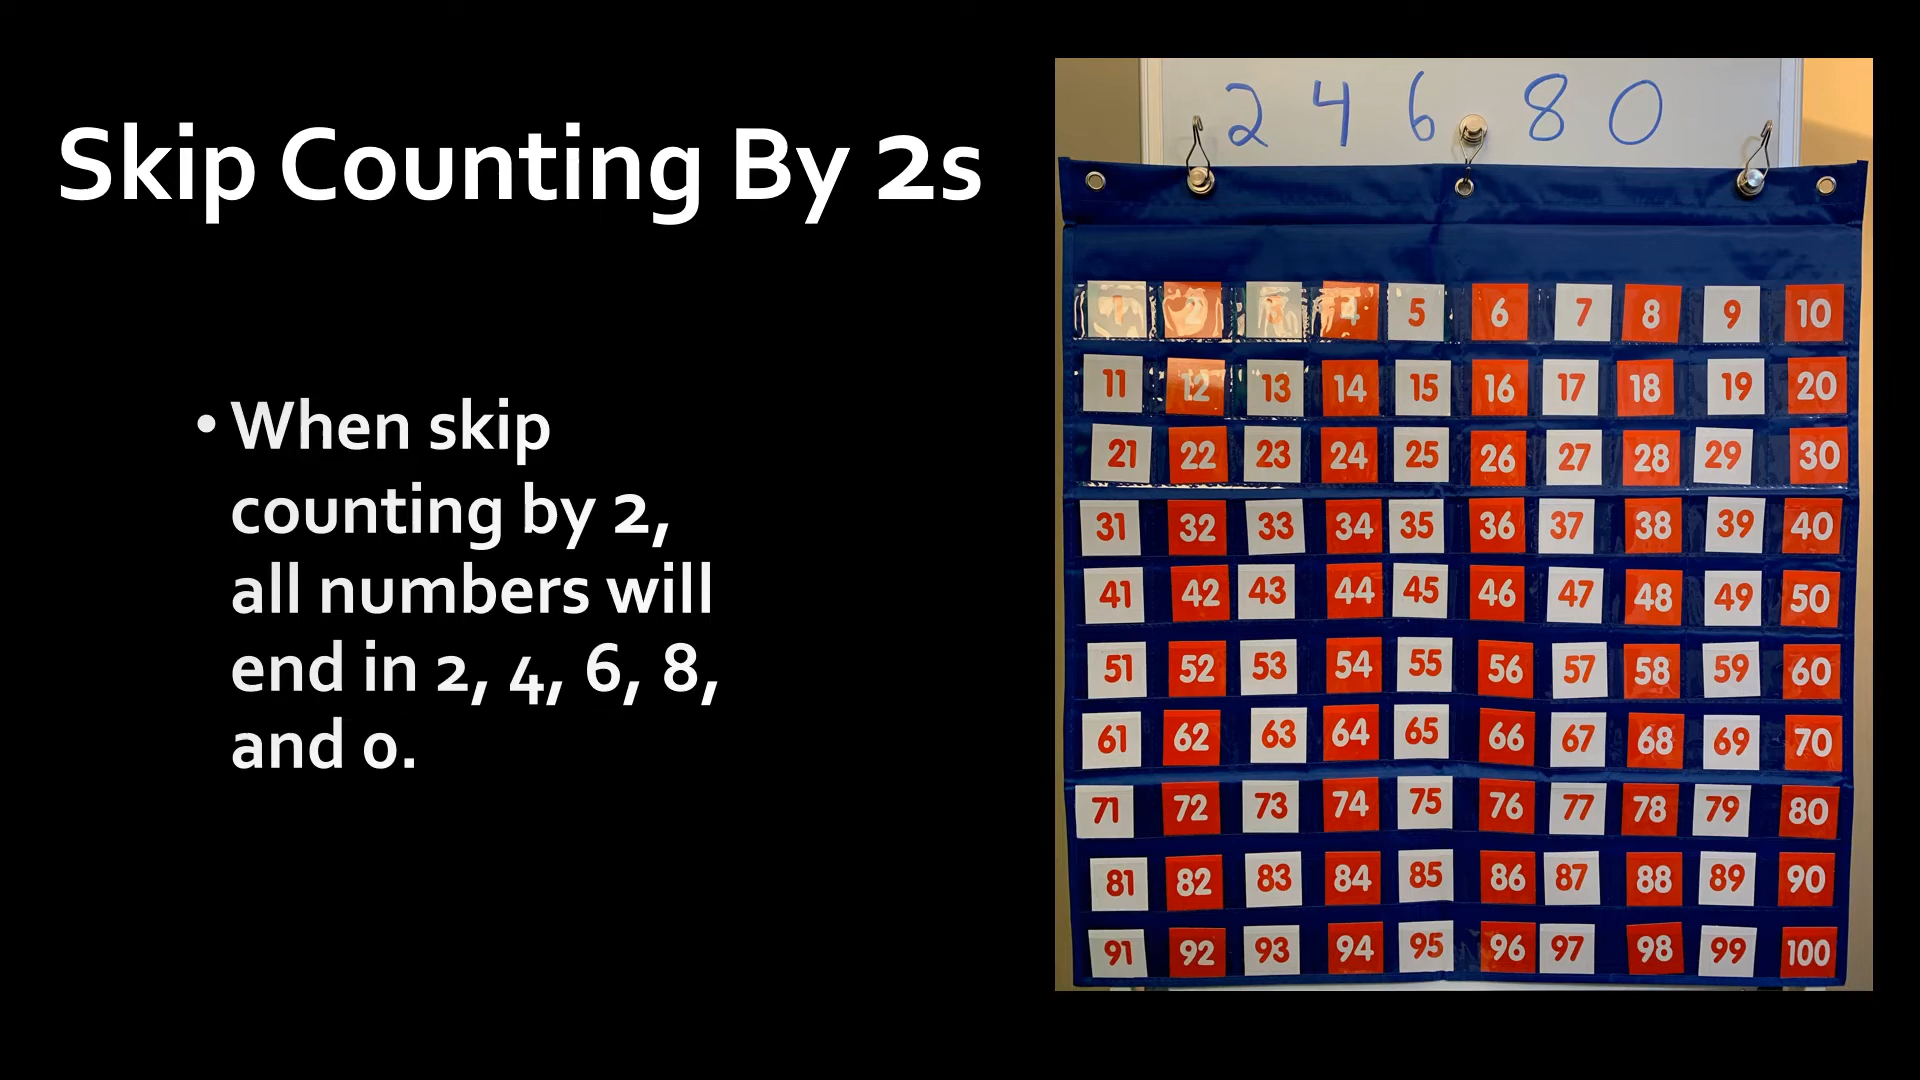 Skip Counting By 2s
• When skip
counting by 2,
all numbers will
end in 2, 4, 6, 8,
and 0.
2 4 6 8 0
1 2 3 4 5 6 7 8 9 10
11 12 13 14 15 16 17 18 19 20
21 22 23 24 25 26 27 28 29 30
31 32 33 34 35 36 37 38 39 40
41 42 43 44 45 46 47 48 49 50
51 52 53 54 55 56 57 58 59 60
61 62 63 64 65 66 67 68 69 70
71 72 73 74 75 76 77 78 79 80
81 82 83 84 85 86 87 88 89 90
91 92 93 94 95 96 97 98 99 100